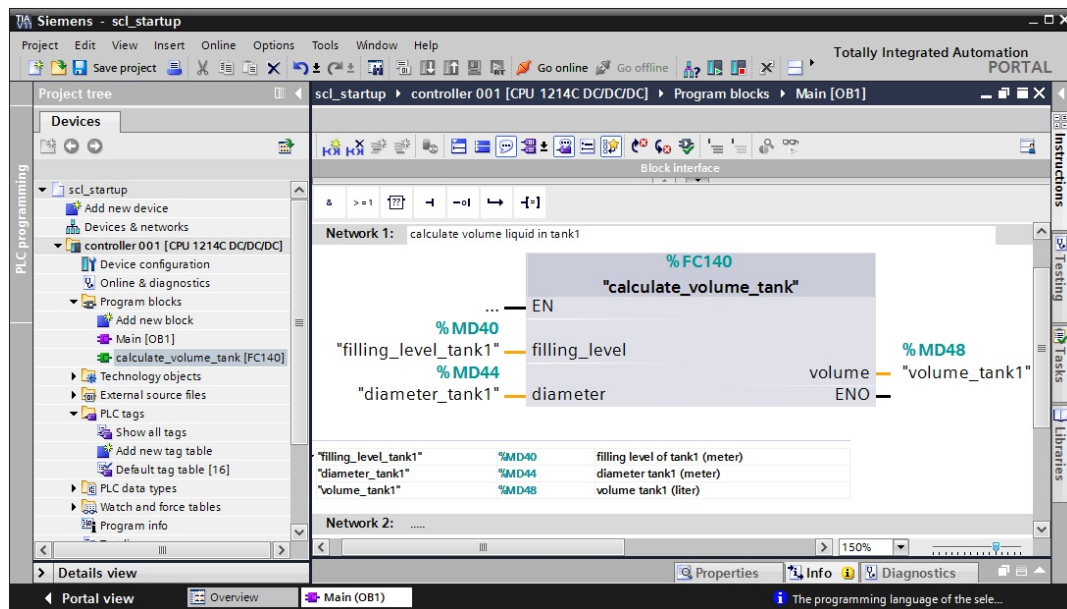 Siemens - scl_startup
Project Edit View Insert Online Options Tools Window Help
Totally Integrated Automation
PORTAL
Save project Go online Go offline
Project tree
scl_startup controller 001 [CPU 1214C DC/DC/DC] Program blocks Main [OB1]
Devices
Block interface
PLC programming
scl_startup
Add new device
Devices & networks
controller 001 [CPU 1214C DC/DC/DC]
Device configuration
Online & diagnostics
Program blocks
Add new block
Main [OB1]
calculate_volume_tank [FC140]
Technology objects
External source files
PLC tags
Show all tags
Add new tag table
Default tag table [16]
PLC data types
Watch and force tables
Program info
& >=1 ??
Network 1: calculate volume liquid in tank1
%FC140
"calculate_volume_tank"
... EN
%MD40
"filling_level_tank1" filling_level
%MD44
"diameter_tank1" diameter
%MD48
volume "volume_tank1"
ENO
"filling_level_tank1" %MD40 filling level of tank1 (meter)
"diameter_tank1" %MD44 diameter tank1 (meter)
"volume_tank1" %MD48 volume tank1 (liter)
Network 2: .....
150%
Instructions
Testing
Tasks
Libraries
Details view
Properties Info Diagnostics
Portal view Overview Main (OB1) The programming language of the sele...